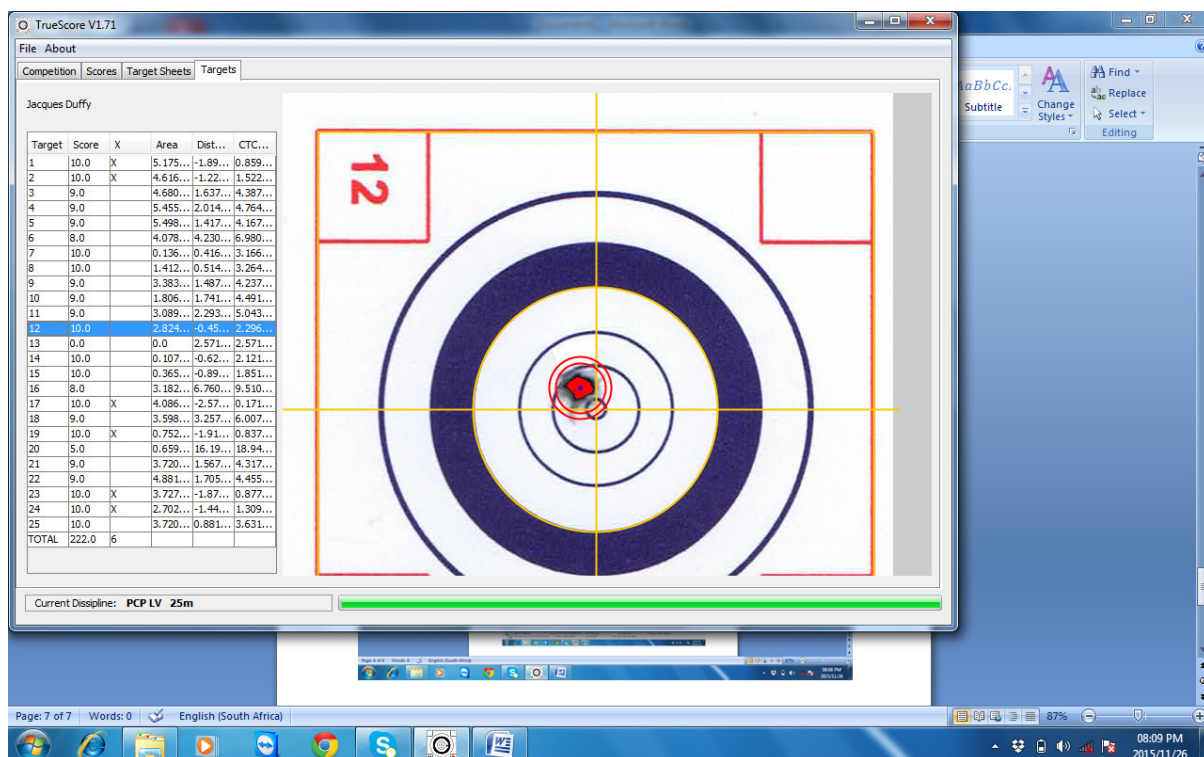 TrueScore V1.71
File About
Competition Scores Target Sheets Targets
Jacques Duffy
Target Score X Area Dist... CTC...
1 10.0 X 5.175... -1.89... 0.859...
2 10.0 X 4.616... -1.22... 1.522...
3 9.0 4.680... 1.637... 4.387...
4 9.0 5.455... 2.014... 4.764...
5 9.0 5.498... 1.417... 4.167...
6 8.0 4.078... 4.230... 6.980...
7 10.0 0.136... 0.416... 3.166...
8 10.0 1.412... 0.514... 3.264...
9 9.0 3.383... 1.487... 4.237...
10 9.0 1.806... 1.741... 4.491...
11 9.0 3.089... 2.293... 5.043...
12 10.0 2.824... -0.45... 2.296...
13 0.0 0.0 2.571... 2.571...
14 10.0 0.107... -0.62... 2.121...
15 10.0 0.365... -0.89... 1.851...
16 8.0 3.182... 6.760... 9.510...
17 10.0 X 4.086... -2.57... 0.171...
18 9.0 3.598... 3.257... 6.007...
19 10.0 X 0.752... -1.91... 0.837...
20 5.0 0.659... 16.19... 18.94...
21 9.0 3.720... 1.567... 4.317...
22 9.0 4.881... 1.705... 4.455...
23 10.0 X 3.727... -1.87... 0.877...
24 10.0 X 2.702... -1.44... 1.309...
25 10.0 3.720... 0.881... 3.631...
TOTAL 222.0 6
12
Current Dissipline: PCP LV 25m
AaBbCc.
Subtitle
Change Styles
Find
Replace
Select
Editing
Page: 7 of 7 Words: 0 English (South Africa) 87%
08:09 PM
2015/11/26